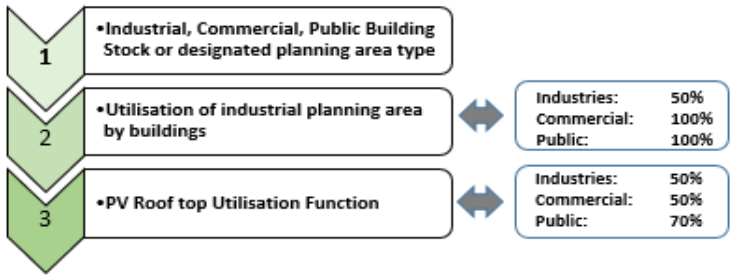 1
•Industrial, Commercial, Public Building
Stock or designated planning area type
2
•Utilisation of industrial planning area
by buildings
Industries: 50%
Commercial: 100%
Public: 100%
3
•PV Roof top Utilisation Function
Industries: 50%
Commercial: 50%
Public: 70%